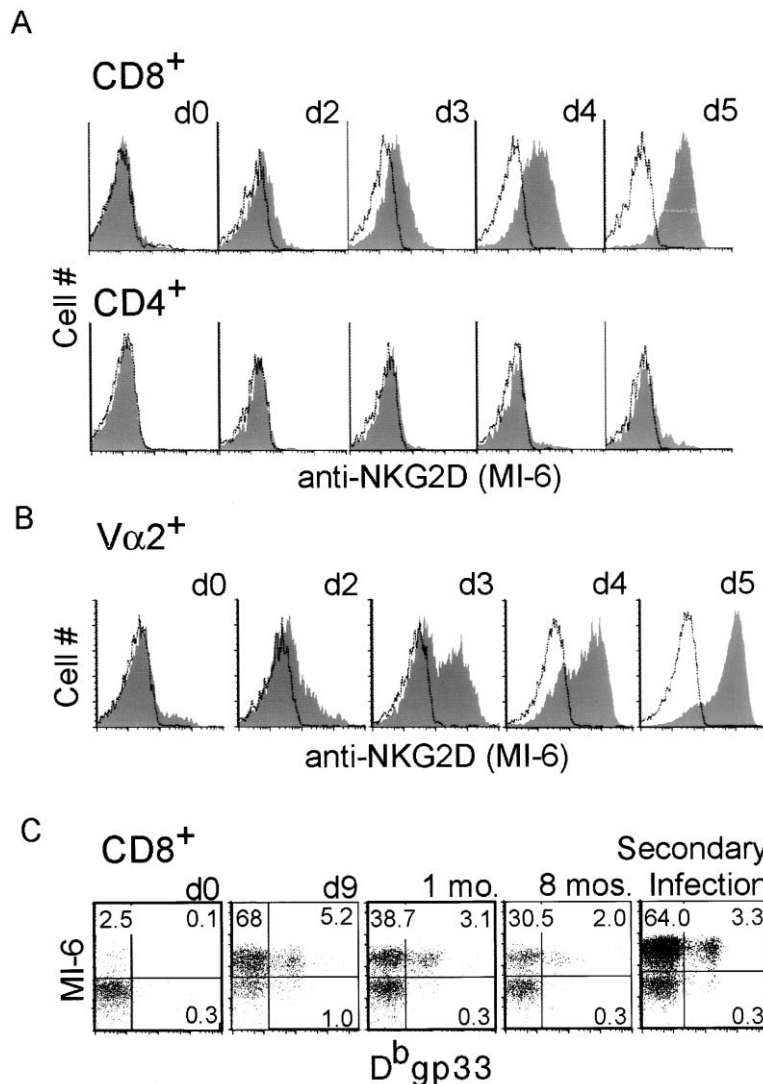 A
CD8+
d0 d2 d3 d4 d5
Cell #
CD4+
anti-NKG2D (MI-6)
B
Vα2+
d0 d2 d3 d4 d5
Cell #
anti-NKG2D (MI-6)
C
CD8+
Secondary
d0 d9 1 mo. 8 mos. Infection
2.5 0.1 68 5.2 38.7 3.1 30.5 2.0 64.0 3.3
MI-6
0.3 1.0 0.3 0.3 0.3
Dbgp33